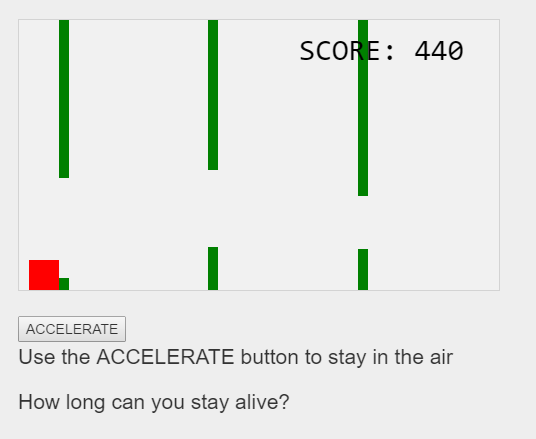 SCORE: 440
ACCELERATE
Use the ACCELERATE button to stay in the air
How long can you stay alive?